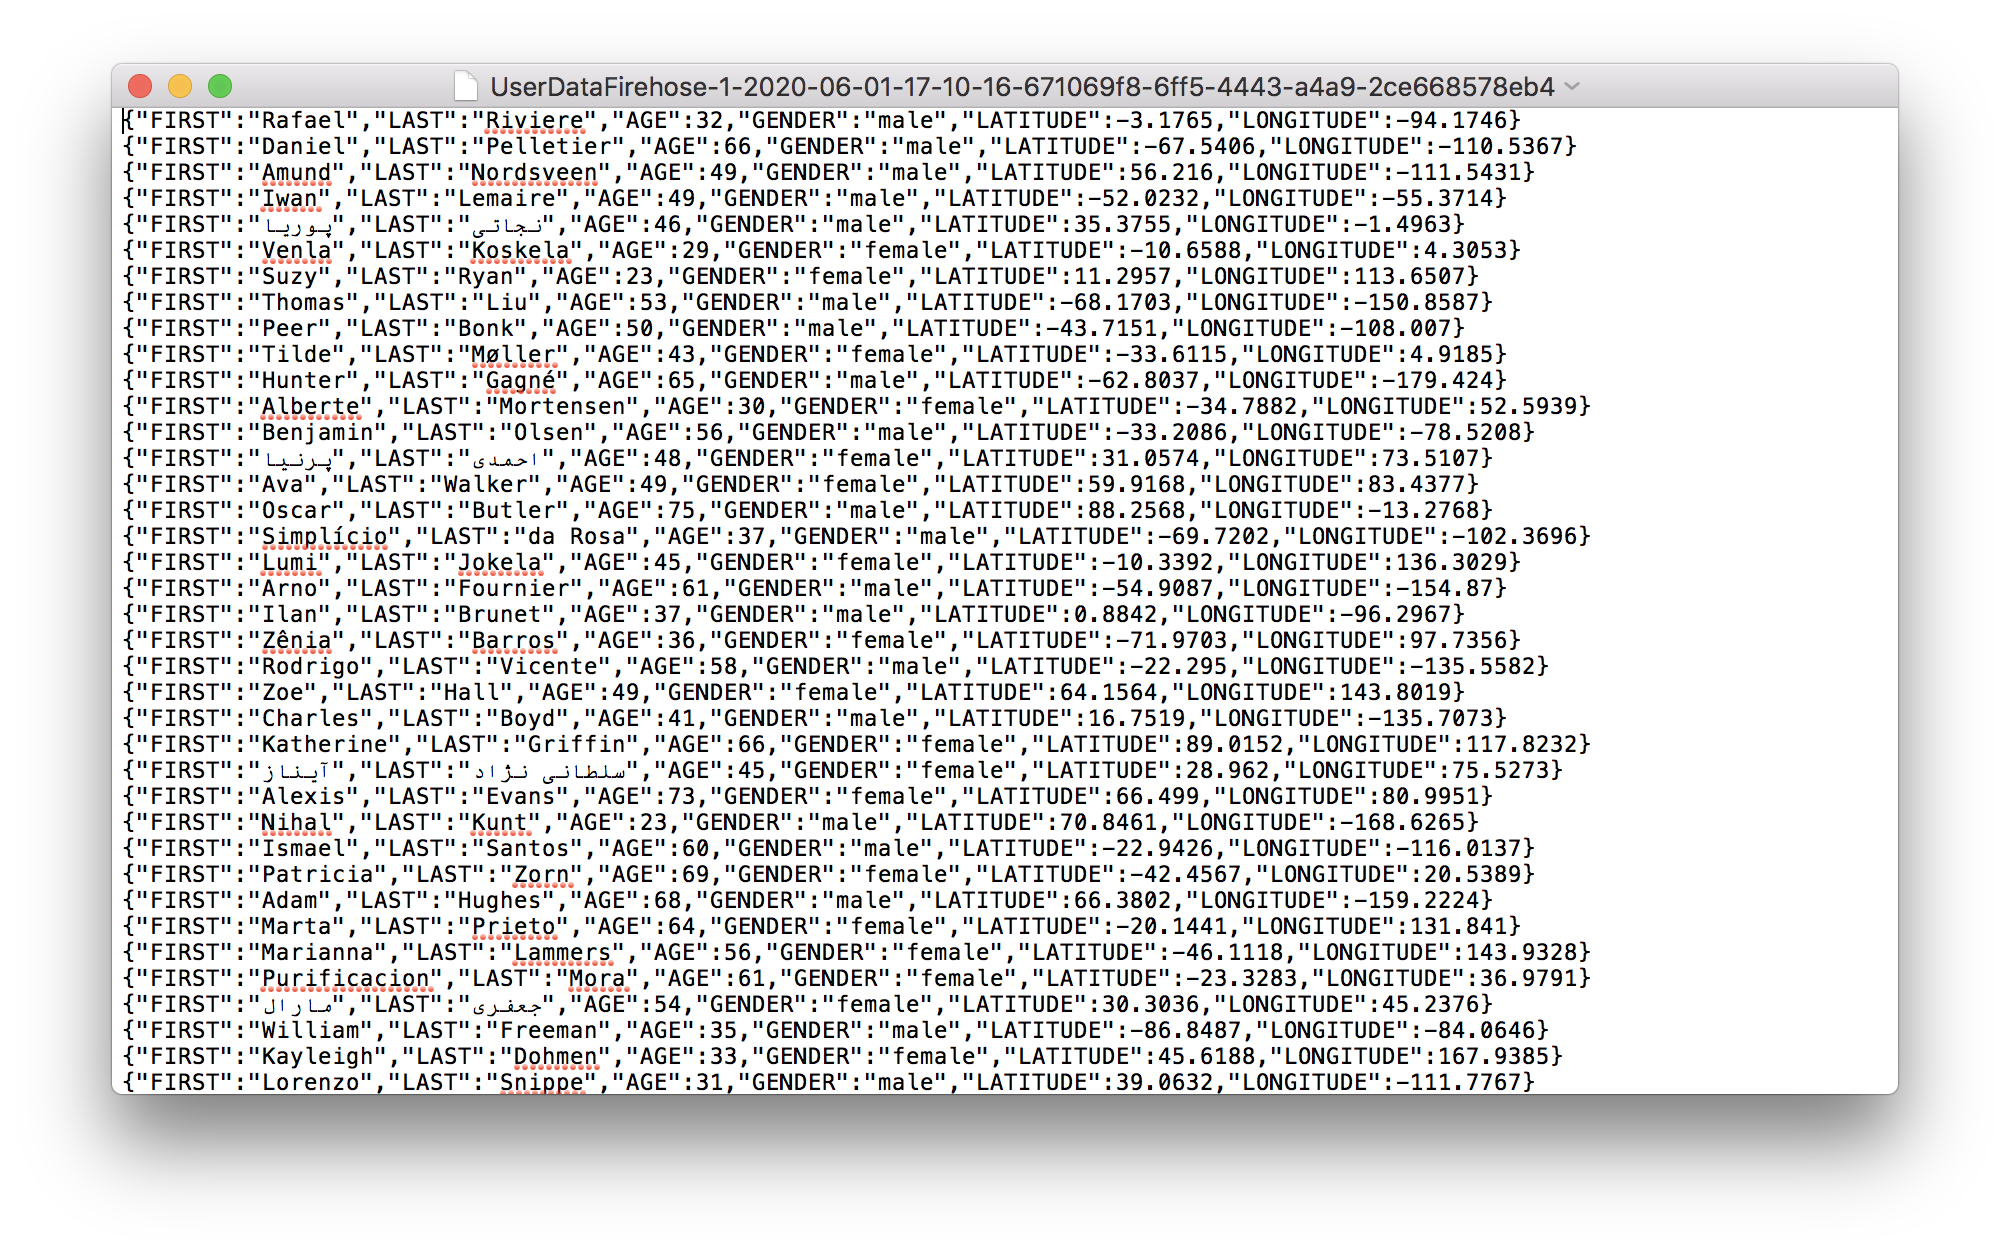 UserDataFirehose-1-2020-06-01-17-10-16-671069f8-6ff5-4443-a4a9-2ce668578eb4
{"FIRST":"Rafael","LAST":"Riviere","AGE":32,"GENDER":"male","LATITUDE":-3.1765,"LONGITUDE":-94.1746}
{"FIRST":"Daniel","LAST":"Pelletier","AGE":66,"GENDER":"male","LATITUDE":-67.5406,"LONGITUDE":-110.5367}
{"FIRST":"Amund","LAST":"Nordsveen","AGE":49,"GENDER":"male","LATITUDE":56.216,"LONGITUDE":-111.5431}
{"FIRST":"Iwan","LAST":"Lemaire","AGE":49,"GENDER":"male","LATITUDE":-52.0232,"LONGITUDE":-55.3714}
{"FIRST":"پوریا","LAST":"نجاتی","AGE":46,"GENDER":"male","LATITUDE":35.3755,"LONGITUDE":-1.4963}
{"FIRST":"Venla","LAST":"Koskela","AGE":29,"GENDER":"female","LATITUDE":-10.6588,"LONGITUDE":4.3053}
{"FIRST":"Suzy","LAST":"Ryan","AGE":23,"GENDER":"female","LATITUDE":11.2957,"LONGITUDE":113.6507}
{"FIRST":"Thomas","LAST":"Liu","AGE":53,"GENDER":"male","LATITUDE":-68.1703,"LONGITUDE":-150.8587}
{"FIRST":"Peer","LAST":"Bonk","AGE":50,"GENDER":"male","LATITUDE":-43.7151,"LONGITUDE":-108.007}
{"FIRST":"Tilde","LAST":"Møller","AGE":43,"GENDER":"female","LATITUDE":-33.6115,"LONGITUDE":4.9185}
{"FIRST":"Hunter","LAST":"Gagné","AGE":65,"GENDER":"male","LATITUDE":-62.8037,"LONGITUDE":-179.424}
{"FIRST":"Alberte","LAST":"Mortensen","AGE":30,"GENDER":"female","LATITUDE":-34.7882,"LONGITUDE":52.5939}
{"FIRST":"Benjamin","LAST":"Olsen","AGE":56,"GENDER":"male","LATITUDE":-33.2086,"LONGITUDE":-78.5208}
{"FIRST":"پرنیا","LAST":"احمدی","AGE":48,"GENDER":"female","LATITUDE":31.0574,"LONGITUDE":73.5107}
{"FIRST":"Ava","LAST":"Walker","AGE":49,"GENDER":"female","LATITUDE":59.9168,"LONGITUDE":83.4377}
{"FIRST":"Oscar","LAST":"Butler","AGE":75,"GENDER":"male","LATITUDE":88.2568,"LONGITUDE":-13.2768}
{"FIRST":"Simplício","LAST":"da Rosa","AGE":37,"GENDER":"male","LATITUDE":-69.7202,"LONGITUDE":-102.3696}
{"FIRST":"Lumi","LAST":"Jokela","AGE":45,"GENDER":"female","LATITUDE":-10.3392,"LONGITUDE":136.3029}
{"FIRST":"Arno","LAST":"Fournier","AGE":61,"GENDER":"male","LATITUDE":-54.9087,"LONGITUDE":-154.87}
{"FIRST":"Ilan","LAST":"Brunet","AGE":37,"GENDER":"male","LATITUDE":0.8842,"LONGITUDE":-96.2967}
{"FIRST":"Zênia","LAST":"Barros","AGE":36,"GENDER":"female","LATITUDE":-71.9703,"LONGITUDE":97.7356}
{"FIRST":"Rodrigo","LAST":"Vicente","AGE":58,"GENDER":"male","LATITUDE":-22.295,"LONGITUDE":-135.5582}
{"FIRST":"Zoe","LAST":"Hall","AGE":49,"GENDER":"female","LATITUDE":64.1564,"LONGITUDE":143.8019}
{"FIRST":"Charles","LAST":"Boyd","AGE":41,"GENDER":"male","LATITUDE":16.7519,"LONGITUDE":-135.7073}
{"FIRST":"Katherine","LAST":"Griffin","AGE":66,"GENDER":"female","LATITUDE":89.0152,"LONGITUDE":117.8232}
{"FIRST":"آیناز","LAST":"سلطانی نژاد","AGE":45,"GENDER":"female","LATITUDE":28.962,"LONGITUDE":75.5273}
{"FIRST":"Alexis","LAST":"Evans","AGE":73,"GENDER":"female","LATITUDE":66.499,"LONGITUDE":80.9951}
{"FIRST":"Nihal","LAST":"Kunt","AGE":23,"GENDER":"male","LATITUDE":70.8461,"LONGITUDE":-168.6265}
{"FIRST":"Ismael","LAST":"Santos","AGE":60,"GENDER":"male","LATITUDE":-22.9426,"LONGITUDE":-116.0137}
{"FIRST":"Patricia","LAST":"Zorn","AGE":69,"GENDER":"female","LATITUDE":-42.4567,"LONGITUDE":20.5389}
{"FIRST":"Adam","LAST":"Hughes","AGE":68,"GENDER":"male","LATITUDE":66.3802,"LONGITUDE":-159.2224}
{"FIRST":"Marta","LAST":"Prieto","AGE":64,"GENDER":"female","LATITUDE":-20.1441,"LONGITUDE":131.841}
{"FIRST":"Marianna","LAST":"Lammers","AGE":56,"GENDER":"female","LATITUDE":-46.1118,"LONGITUDE":143.9328}
{"FIRST":"Purificacion","LAST":"Mora","AGE":61,"GENDER":"female","LATITUDE":-23.3283,"LONGITUDE":36.9791}
{"FIRST":"مارال","LAST":"جعفری","AGE":54,"GENDER":"female","LATITUDE":30.3036,"LONGITUDE":45.2376}
{"FIRST":"William","LAST":"Freeman","AGE":35,"GENDER":"male","LATITUDE":-86.8487,"LONGITUDE":-84.0646}
{"FIRST":"Kayleigh","LAST":"Dohmen","AGE":33,"GENDER":"female","LATITUDE":45.6188,"LONGITUDE":167.9385}
{"FIRST":"Lorenzo","LAST":"Snippe","AGE":31,"GENDER":"male","LATITUDE":39.0632,"LONGITUDE":-111.7767}